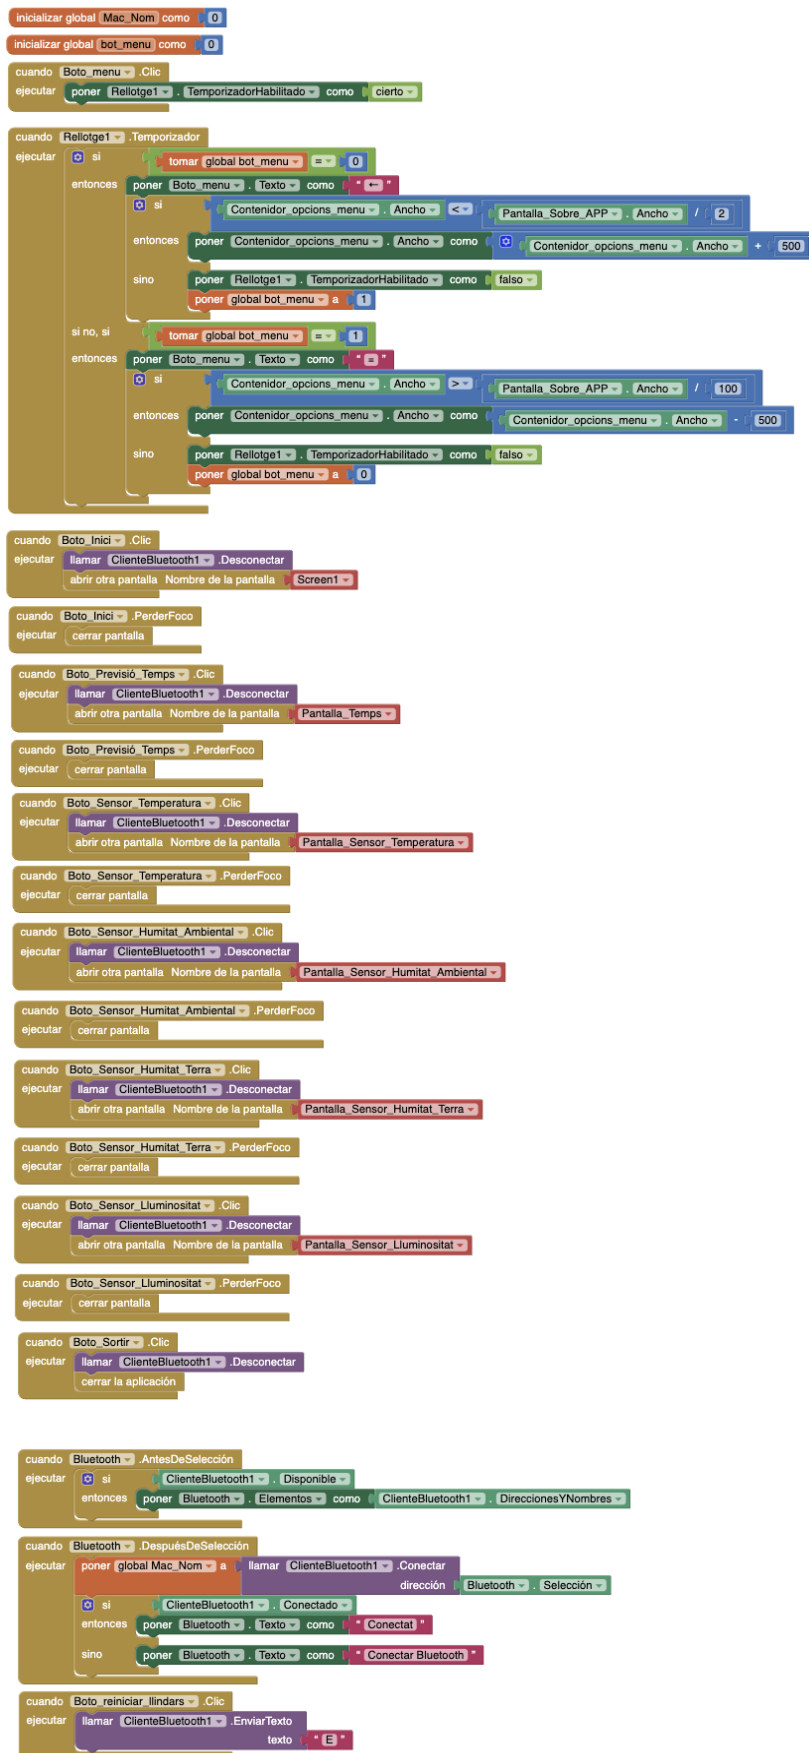 inicializar global Mac_Nom como 0
inicializar global bot_menu como 0
cuando Boto_menu .Clic
ejecutar poner Rellotge1 . TemporizadorHabilitado como cierto
cuando Rellotge1 .Temporizador
ejecutar si tomar global bot_menu = 0
entonces poner Boto_menu . Texto como " ← "
si Contenidor_opcions_menu . Ancho < Pantalla_Sobre_APP . Ancho / 2
entonces poner Contenidor_opcions_menu . Ancho como Contenidor_opcions_menu . Ancho + 500
sino poner Rellotge1 . TemporizadorHabilitado como falso
poner global bot_menu a 1
si no, si tomar global bot_menu = 1
entonces poner Boto_menu . Texto como " ≡ "
si Contenidor_opcions_menu . Ancho > Pantalla_Sobre_APP . Ancho / 100
entonces poner Contenidor_opcions_menu . Ancho como Contenidor_opcions_menu . Ancho - 500
sino poner Rellotge1 . TemporizadorHabilitado como falso
poner global bot_menu a 0
cuando Boto_Inici .Clic
ejecutar llamar ClienteBluetooth1 .Desconectar
abrir otra pantalla Nombre de la pantalla Screen1
cuando Boto_Inici .PerderFoco
ejecutar cerrar pantalla
cuando Boto_Previsió_Temps .Clic
ejecutar llamar ClienteBluetooth1 .Desconectar
abrir otra pantalla Nombre de la pantalla Pantalla_Temps
cuando Boto_Previsió_Temps .PerderFoco
ejecutar cerrar pantalla
cuando Boto_Sensor_Temperatura .Clic
ejecutar llamar ClienteBluetooth1 .Desconectar
abrir otra pantalla Nombre de la pantalla Pantalla_Sensor_Temperatura
cuando Boto_Sensor_Temperatura .PerderFoco
ejecutar cerrar pantalla
cuando Boto_Sensor_Humitat_Ambiental .Clic
ejecutar llamar ClienteBluetooth1 .Desconectar
abrir otra pantalla Nombre de la pantalla Pantalla_Sensor_Humitat_Ambiental
cuando Boto_Sensor_Humitat_Ambiental .PerderFoco
ejecutar cerrar pantalla
cuando Boto_Sensor_Humitat_Terra .Clic
ejecutar llamar ClienteBluetooth1 .Desconectar
abrir otra pantalla Nombre de la pantalla Pantalla_Sensor_Humitat_Terra
cuando Boto_Sensor_Humitat_Terra .PerderFoco
ejecutar cerrar pantalla
cuando Boto_Sensor_Lluminositat .Clic
ejecutar llamar ClienteBluetooth1 .Desconectar
abrir otra pantalla Nombre de la pantalla Pantalla_Sensor_Lluminositat
cuando Boto_Sensor_Lluminositat .PerderFoco
ejecutar cerrar pantalla
cuando Boto_Sortir .Clic
ejecutar llamar ClienteBluetooth1 .Desconectar
cerrar la aplicación
cuando Bluetooth .AntesDeSelección
ejecutar si ClienteBluetooth1 . Disponible
entonces poner Bluetooth . Elementos como ClienteBluetooth1 . DireccionesYNombres
cuando Bluetooth .DespuésDeSelección
ejecutar poner global Mac_Nom a llamar ClienteBluetooth1 .Conectar
dirección Bluetooth . Selección
si ClienteBluetooth1 . Conectado
entonces poner Bluetooth . Texto como " Conectat "
sino poner Bluetooth . Texto como " Conectar Bluetooth "
cuando Boto_reiniciar_llindars .Clic
ejecutar llamar ClienteBluetooth1 .EnviarTexto
texto " E "